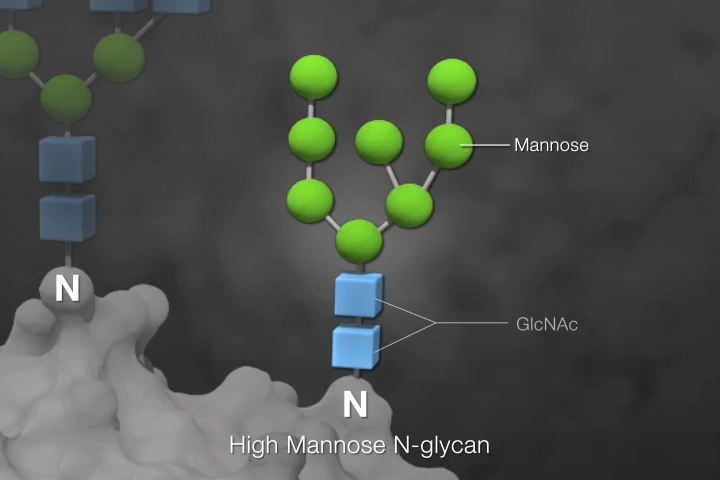 Mannose
N
GlcNAc
N
High Mannose N-glycan